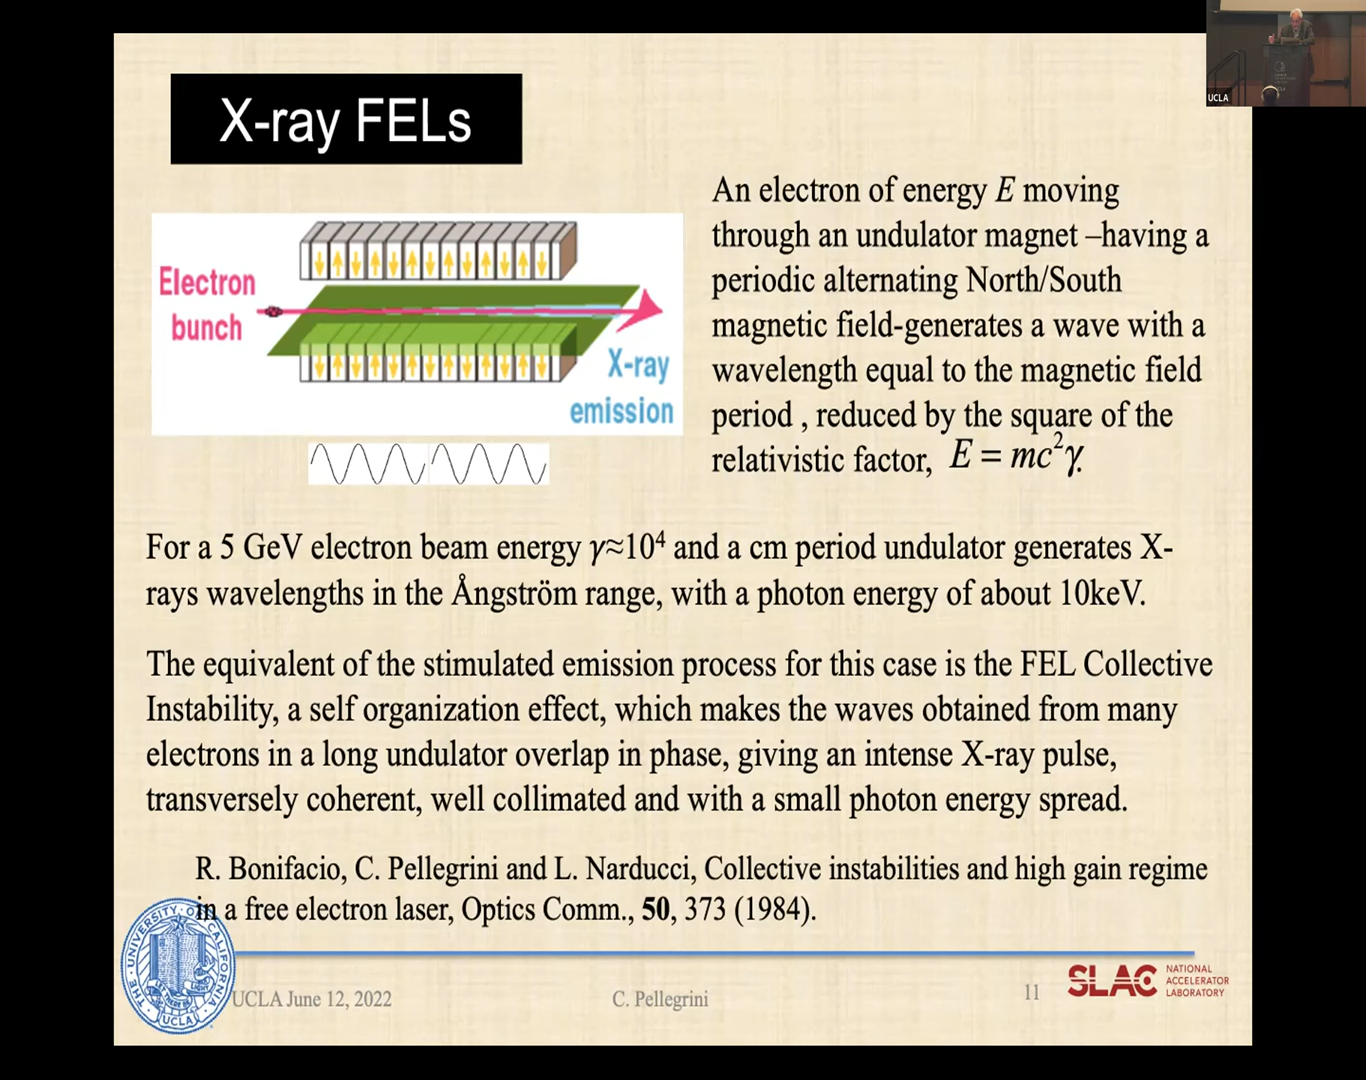 UCLA
X-ray FELs
Electron
bunch
X-ray
emission
An electron of energy E moving
through an undulator magnet –having a
periodic alternating North/South
magnetic field-generates a wave with a
wavelength equal to the magnetic field
period , reduced by the square of the
relativistic factor, E = mc²γ.
For a 5 GeV electron beam energy γ≈10⁴ and a cm period undulator generates X-
rays wavelengths in the Ångström range, with a photon energy of about 10keV.
The equivalent of the stimulated emission process for this case is the FEL Collective
Instability, a self organization effect, which makes the waves obtained from many
electrons in a long undulator overlap in phase, giving an intense X-ray pulse,
transversely coherent, well collimated and with a small photon energy spread.
R. Bonifacio, C. Pellegrini and L. Narducci, Collective instabilities and high gain regime
in a free electron laser, Optics Comm., 50, 373 (1984).
THE UNIVERSITY OF CALIFORNIA
UCLA
UCLA June 12, 2022
C. Pellegrini
11
SLAC NATIONAL
ACCELERATOR
LABORATORY